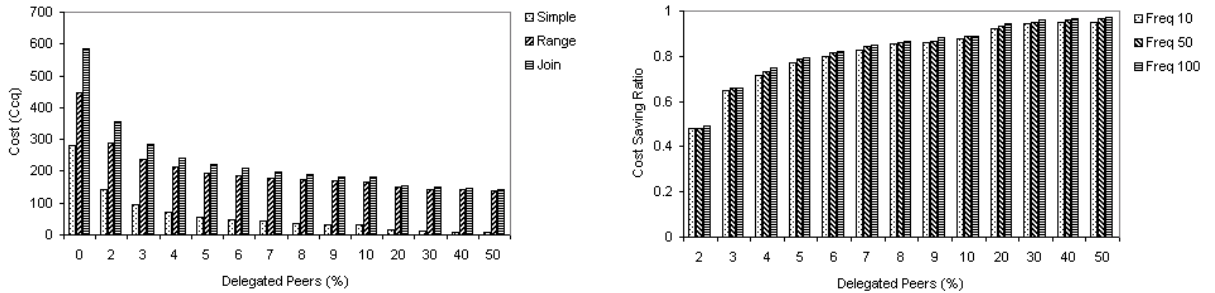 700
600
500
400
300
200
100
0
Cost (Ccq)
0 2 3 4 5 6 7 8 9 10 20 30 40 50
Delegated Peers (%)
Simple
Range
Join
1
0.8
0.6
0.4
0.2
0
Cost Saving Ratio
2 3 4 5 6 7 8 9 10 20 30 40 50
Delegated Peers (%)
Freq 10
Freq 50
Freq 100